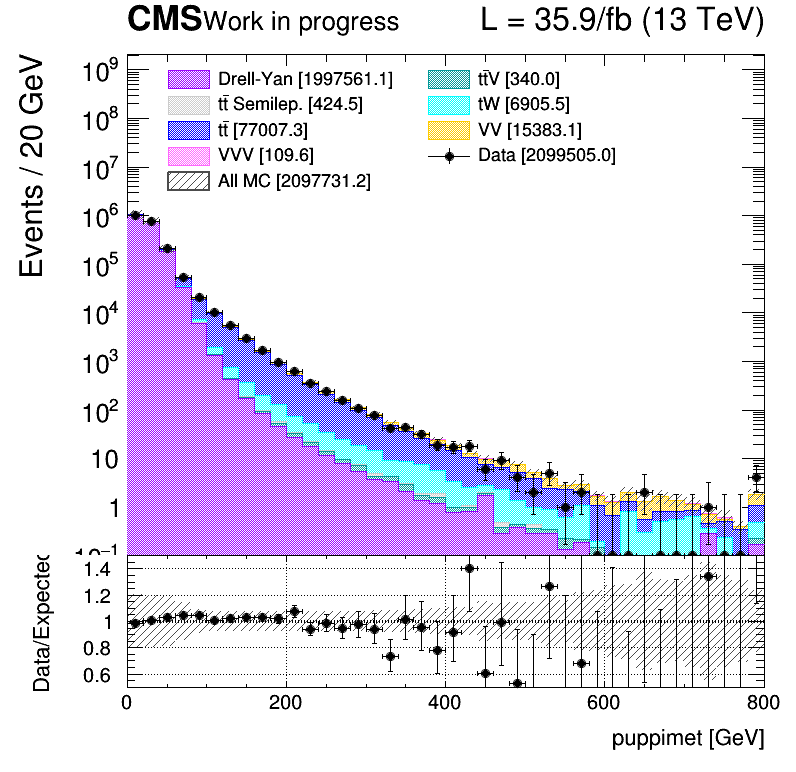 CMS Work in progress L = 35.9/fb (13 TeV)
Events / 20 GeV
Drell-Yan [1997561.1]
tt̄ Semilep. [424.5]
tt̄ [77007.3]
VVV [109.6]
All MC [2097731.2]
tt̄V [340.0]
tW [6905.5]
VV [15383.1]
Data [2099505.0]
10⁹
10⁸
10⁷
10⁶
10⁵
10⁴
10³
10²
10
1
10⁻¹
Data/Expected
1.4
1.2
1
0.8
0.6
0 200 400 600 800
puppimet [GeV]